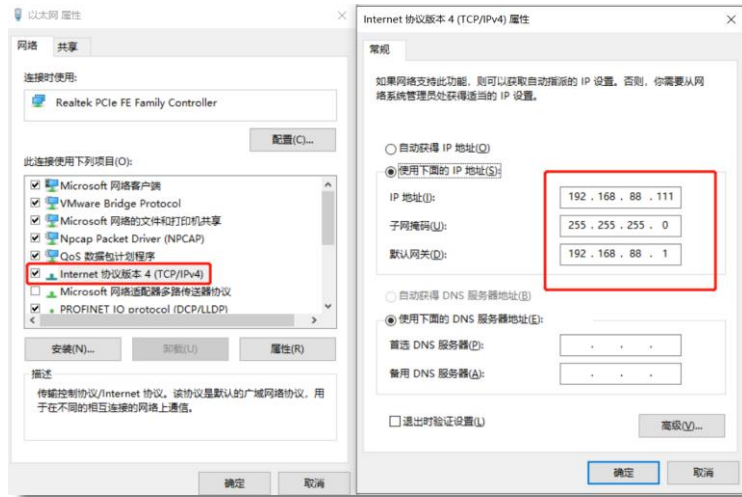 以太网 属性
网络
共享
连接时使用:
Realtek PCIe FE Family Controller
配置(C)...
此连接使用下列项目(O):
Microsoft 网络客户端
VMware Bridge Protocol
Microsoft 网络的文件和打印机共享
Npcap Packet Driver (NPCAP)
QoS 数据包计划程序
Internet 协议版本 4 (TCP/IPv4)
Microsoft 网络适配器多路传送器协议
PROFINET IO protocol (DCP/LLDP)
安装(N)...
卸载(U)
属性(R)
描述
传输控制协议/Internet 协议。该协议是默认的广域网络协议，用
于在不同的相互连接的网络上通信。
确定
取消
Internet 协议版本 4 (TCP/IPv4) 属性
常规
如果网络支持此功能，则可以获取自动指派的 IP 设置。否则，你需要从网
络系统管理员处获得适当的 IP 设置。
自动获得 IP 地址(O)
使用下面的 IP 地址(S):
IP 地址(I):
192 . 168 . 88 . 111
子网掩码(U):
255 . 255 . 255 . 0
默认网关(D):
192 . 168 . 88 . 1
自动获得 DNS 服务器地址(B)
使用下面的 DNS 服务器地址(E):
首选 DNS 服务器(P):
. . .
备用 DNS 服务器(A):
. . .
退出时验证设置(L)
高级(V)...
确定
取消